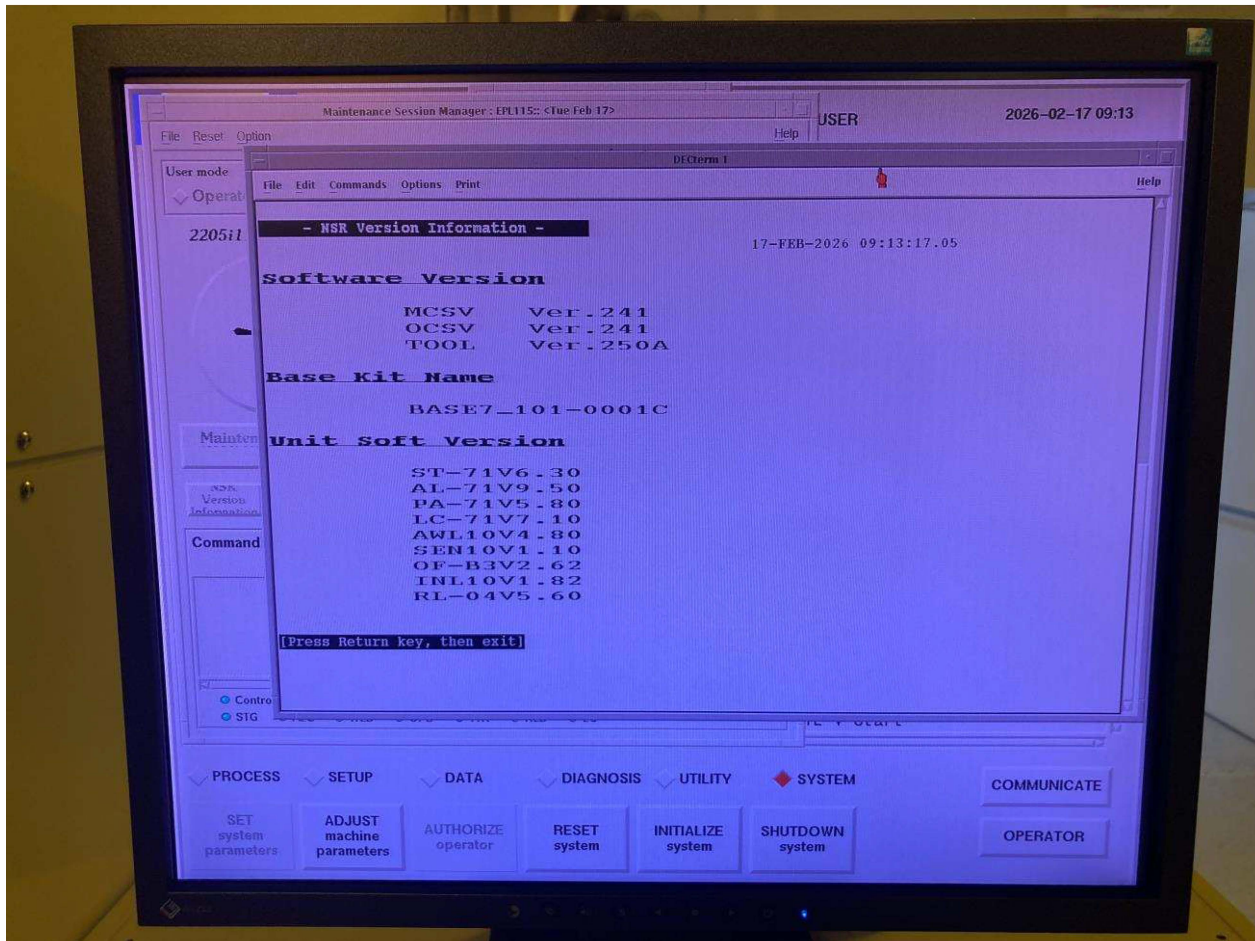 Maintenance Session Manager : EPL115:: <Tue Feb 17>
File Reset Option Help
USER
2026-02-17 09:13
User mode
Operat
2205i1
DECterm 1
File Edit Commands Options Print Help
- NSR Version Information -
17-FEB-2026 09:13:17.05
Software Version
MCSV Ver.241
OCSV Ver.241
TOOL Ver.250A
Base Kit Name
BASE7_101-0001C
Unit Soft Version
ST-71V6.30
AL-71V9.50
PA-71V5.80
LC-71V7.10
AWL10V4.80
SEN10V1.10
OF-B3V2.62
INL10V1.82
RL-04V5.60
[Press Return key, then exit]
Mainten
NSR
Version
Information
Command
Contro
STG
PROCESS SETUP DATA DIAGNOSIS UTILITY SYSTEM
COMMUNICATE
SET
system
parameters
ADJUST
machine
parameters
AUTHORIZE
operator
RESET
system
INITIALIZE
system
SHUTDOWN
system
OPERATOR